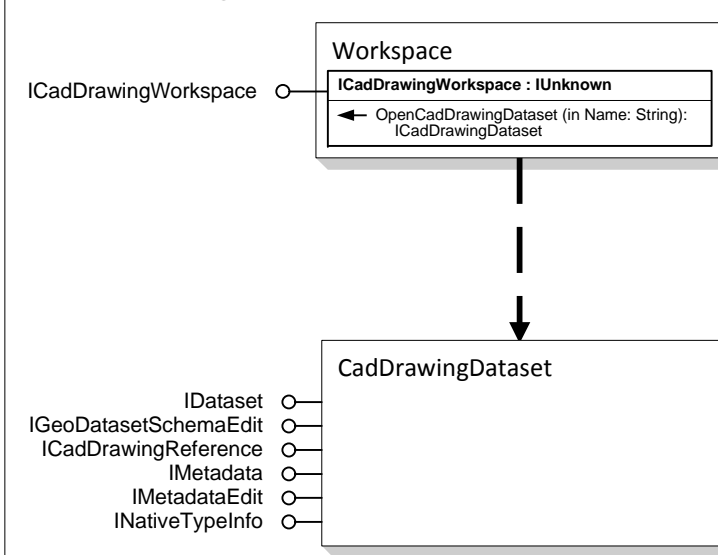 Workspace
ICadDrawingWorkspace
ICadDrawingWorkspace : IUnknown
OpenCadDrawingDataset (in Name: String):
ICadDrawingDataset
CadDrawingDataset
IDataset
IGeoDatasetSchemaEdit
ICadDrawingReference
IMetadata
IMetadataEdit
INativeTypeInfo